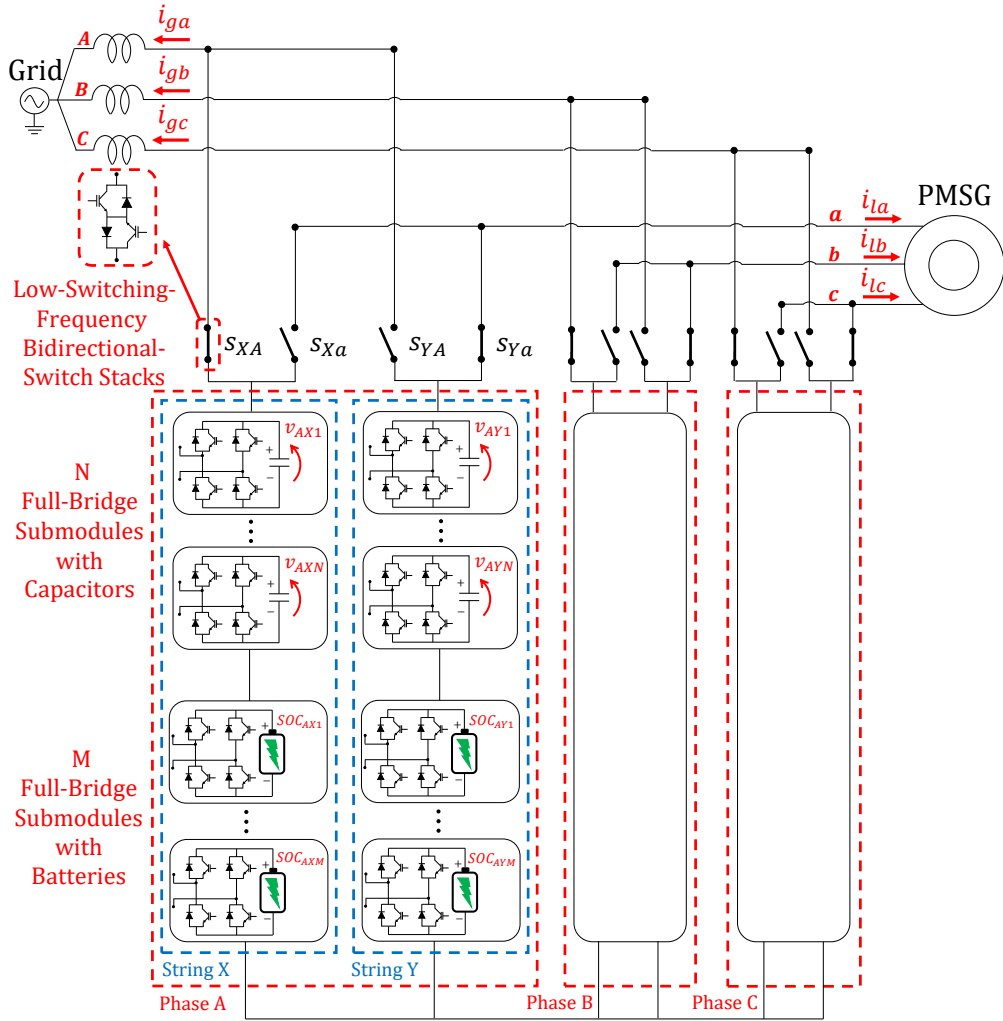 Grid
A
B
C
i_ga
i_gb
i_gc
PMSG
a
b
c
i_la
i_lb
i_lc
Low-Switching-
Frequency
Bidirectional-
Switch Stacks
S_XA
S_Xa
S_YA
S_Ya
N
Full-Bridge
Submodules
with
Capacitors
v_AX1
+
−
v_AY1
+
−
v_AXN
+
−
v_AYN
+
−
M
Full-Bridge
Submodules
with
Batteries
SOC_AX1
+
−
SOC_AY1
+
−
SOC_AXM
+
−
SOC_AYM
+
−
String X
String Y
Phase A
Phase B
Phase C